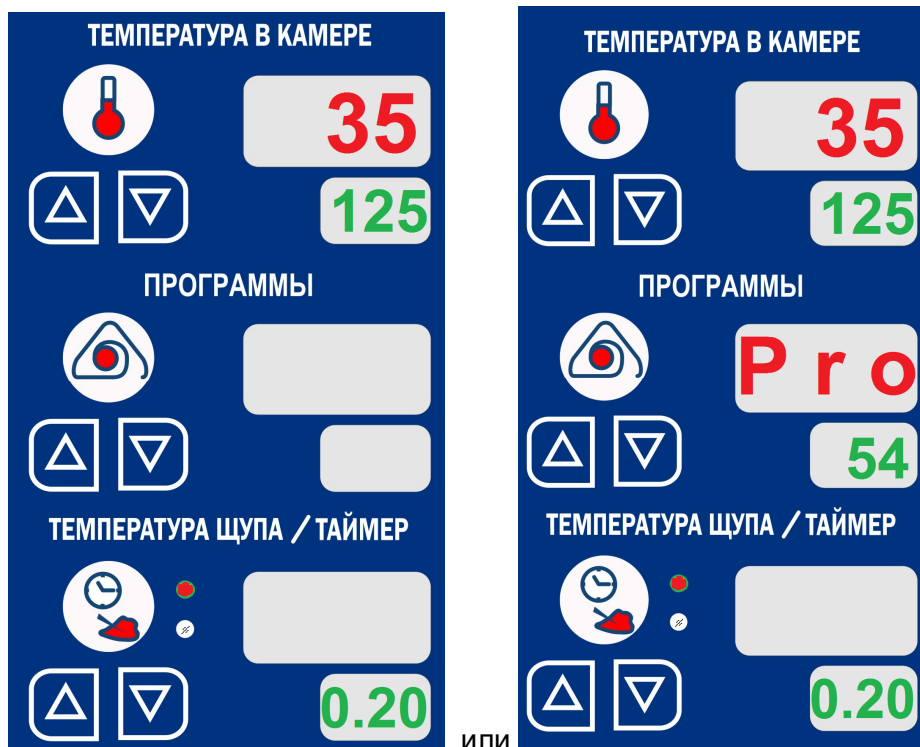 ТЕМПЕРАТУРА В КАМЕРЕ
35
125
ПРОГРАММЫ
ТЕМПЕРАТУРА ЩУПА / ТАЙМЕР
0.20
или
ТЕМПЕРАТУРА В КАМЕРЕ
35
125
ПРОГРАММЫ
P r o
54
ТЕМПЕРАТУРА ЩУПА / ТАЙМЕР
0.20